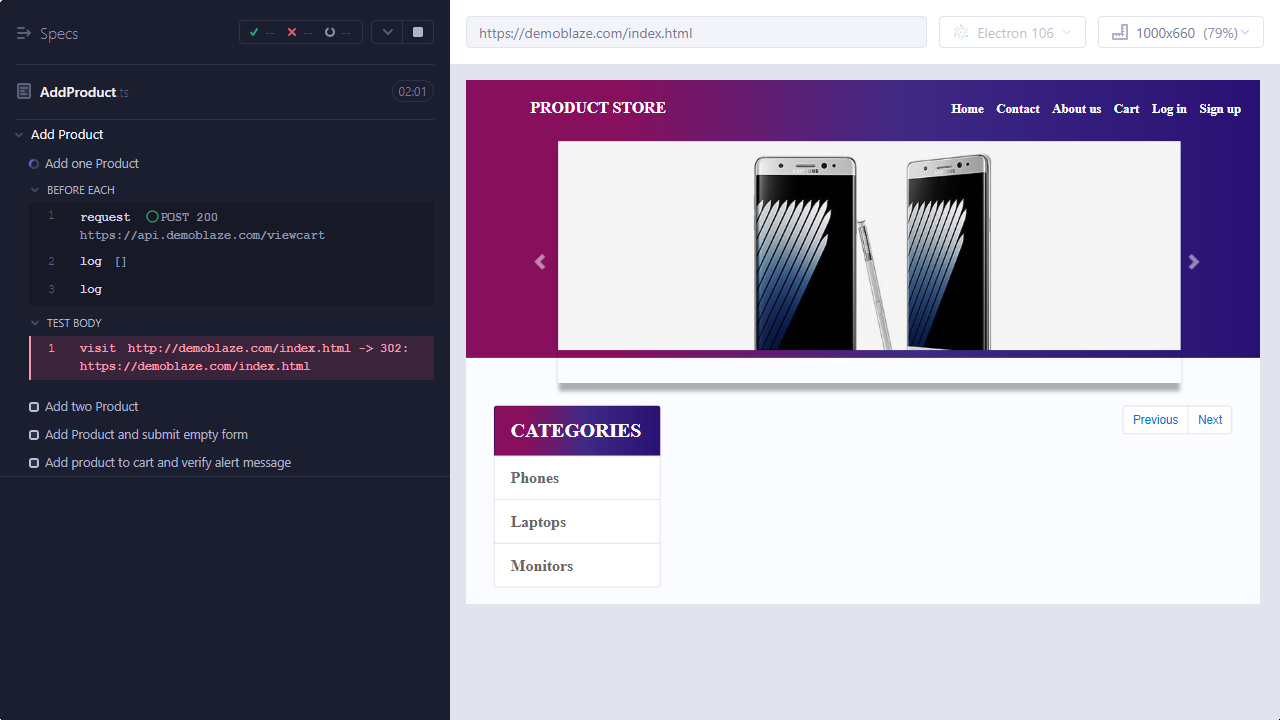 Specs
-- -- --
AddProduct.ts
02:01
Add Product
Add one Product
BEFORE EACH
1 request POST 200
https://api.demoblaze.com/viewcart
2 log []
3 log
TEST BODY
1 visit http://demoblaze.com/index.html -> 302:
https://demoblaze.com/index.html
Add two Product
Add Product and submit empty form
Add product to cart and verify alert message
https://demoblaze.com/index.html
Electron 106
1000x660 (79%)
PRODUCT STORE
Home Contact About us Cart Log in Sign up
SAMSUNG
SAMSUNG
CATEGORIES
Phones
Laptops
Monitors
Previous Next